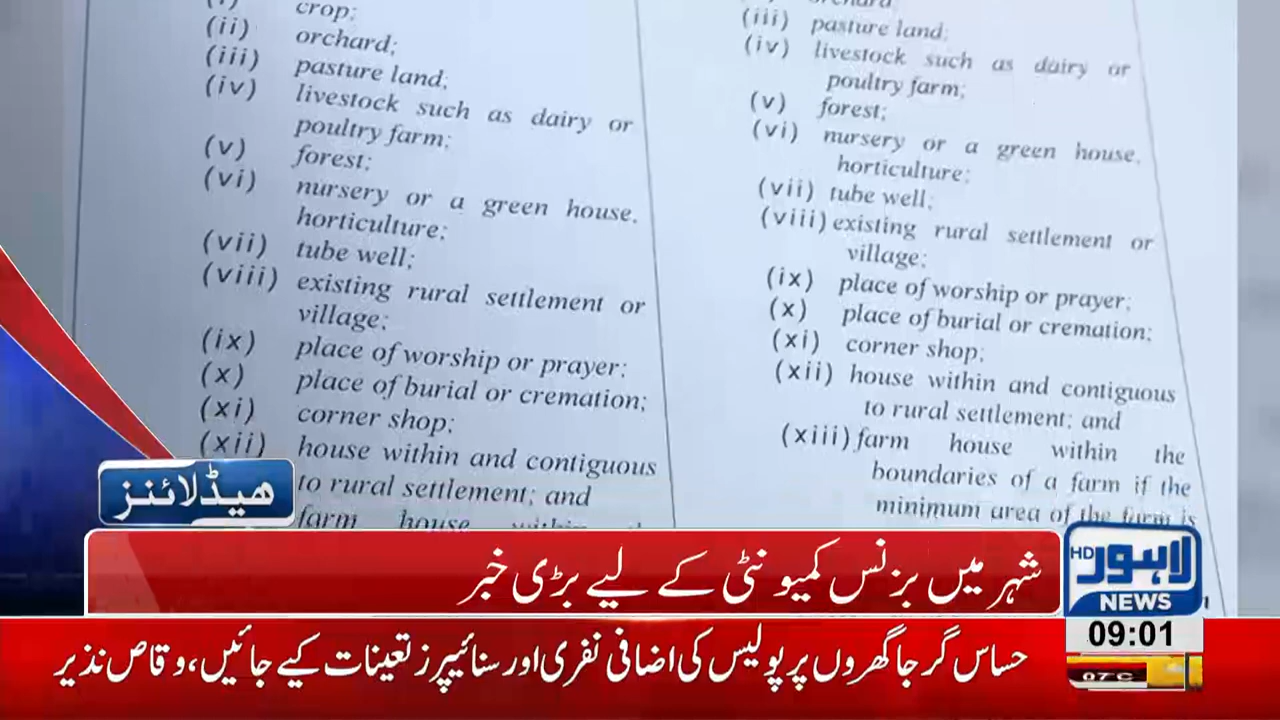 crop;
(ii) orchard;
(iii) pasture land;
(iv) livestock such as dairy or
poultry farm;
(v) forest;
(vi) nursery or a green house,
horticulture;
(vii) tube well;
(viii) existing rural settlement or
village;
(ix) place of worship or prayer;
(x) place of burial or cremation;
(xi) corner shop;
(xii) house within and contiguous
to rural settlement; and
farm house within
(iii) pasture land;
(iv) livestock such as dairy or
poultry farm;
(v) forest;
(vi) nursery or a green house,
horticulture;
(vii) tube well;
(viii) existing rural settlement or
village;
(ix) place of worship or prayer;
(x) place of burial or cremation;
(xi) corner shop;
(xii) house within and contiguous
to rural settlement; and
(xiii) farm house within the
boundaries of a farm if the
minimum area of the farm is
ھیڈلائنز
شہر میں بزنس کمیونٹی کے لیے بڑی خبر
لاہور HD
NEWS
09:01
07°C
حساس گرجا گھروں پر پولیس کی اضافی نفری اور سنائپرز تعینات کیے جائیں، وقاص نذیر